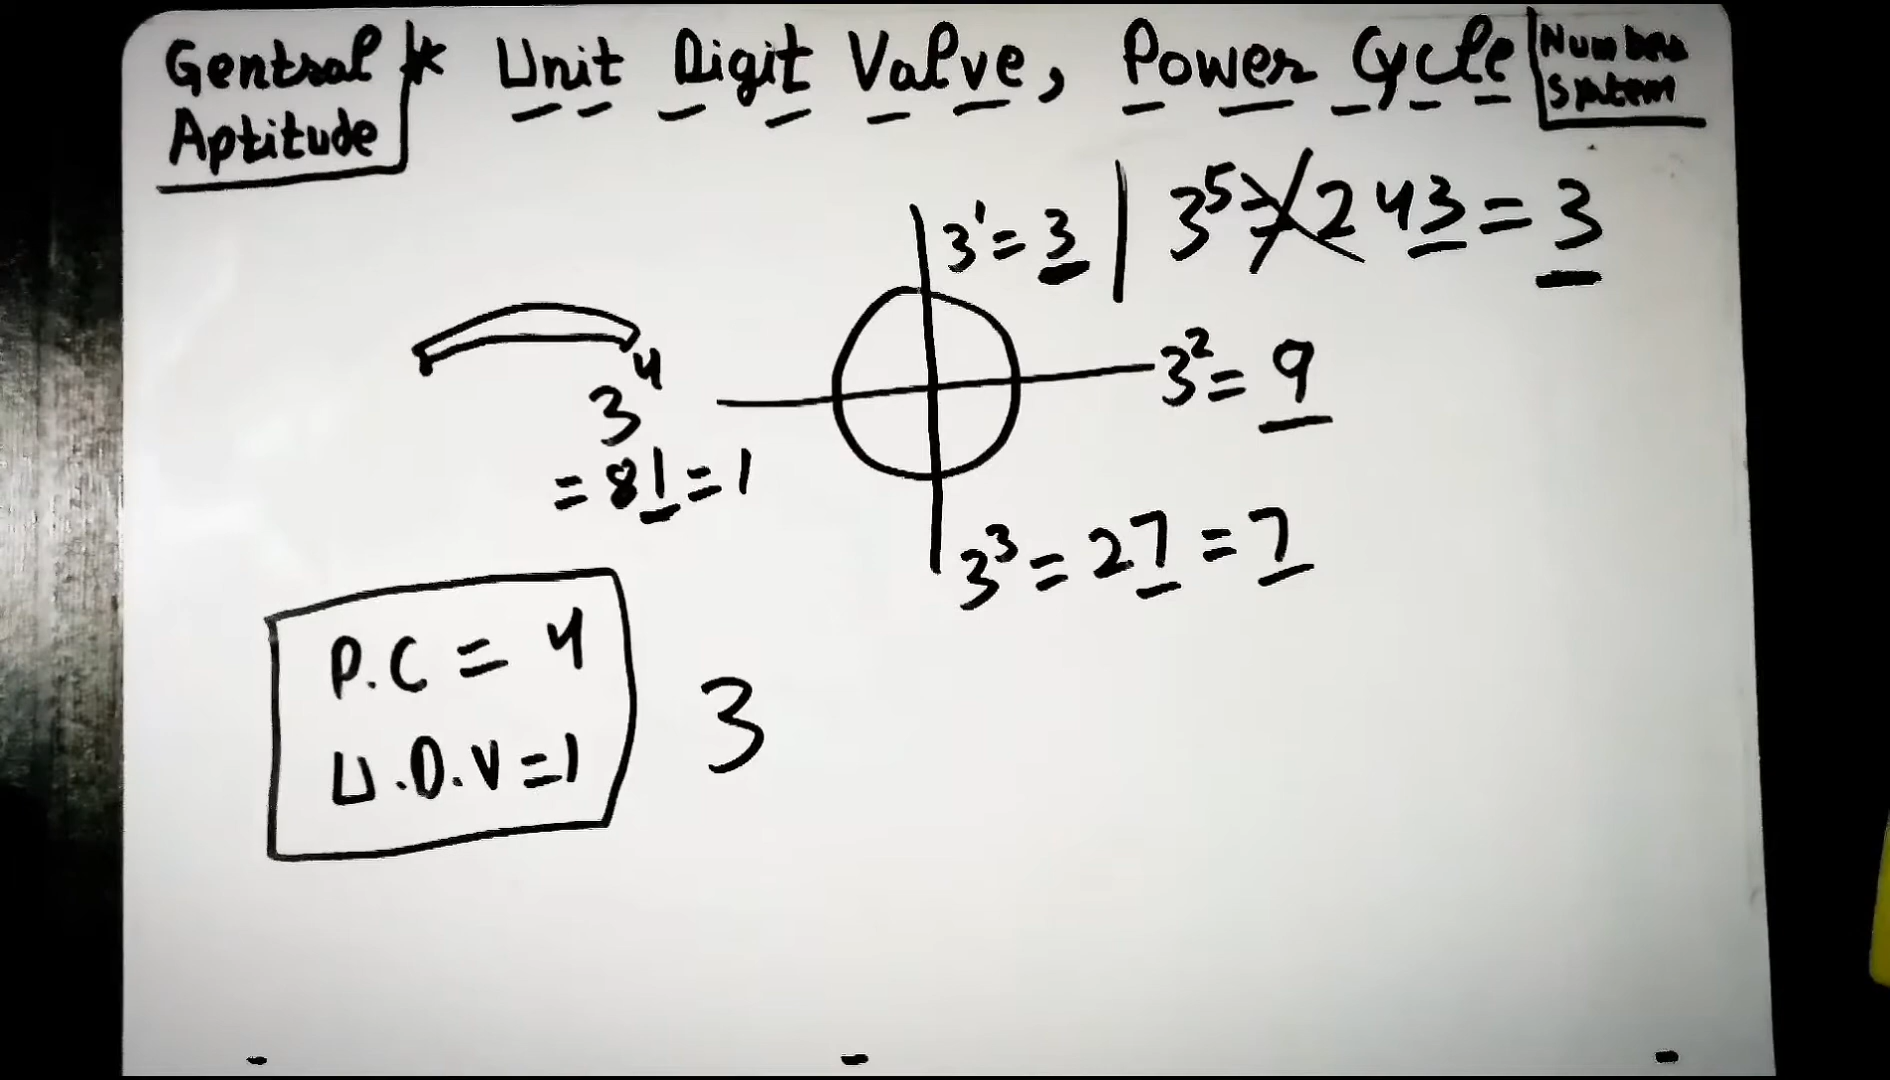 Gentral
Aptitude
* Unit Digit Valve, Power Cycle
Number
System
3¹ = 3
3⁵ = 243 = 3
3² = 9
3⁴
= 81 = 1
3³ = 27 = 7
P.C = 4
U.D.V = 1
3